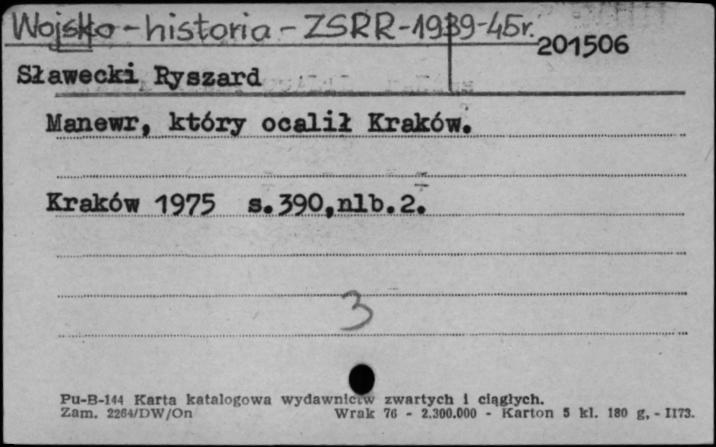 Wojsko-historia-ZSRR-1939-45r.
201506
Sławecki Ryszard
Manewr, który ocalił Kraków.
Kraków 1975 s.390,nlb.2.
3
Pu-B-144 Karta katalogowa wydawnictw zwartych i ciągłych.
Zam. 2264/DW/On Wrak 76 - 2.300.000 - Karton 5 kl. 180 g, - II73.